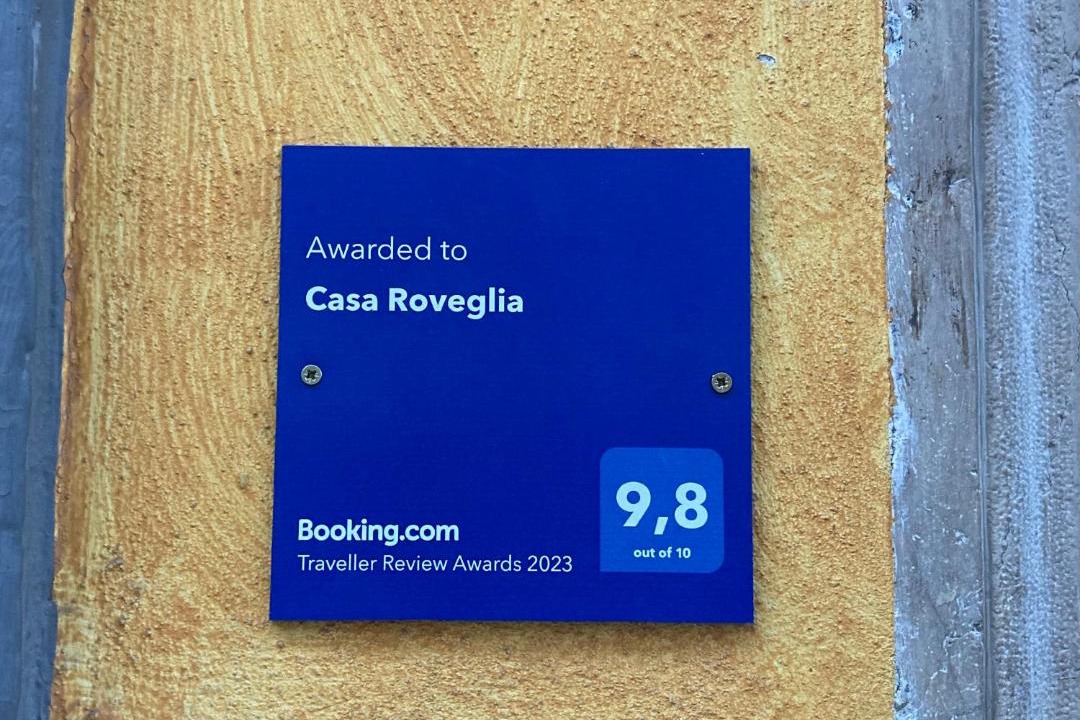 Awarded to
Casa Roveglia
9,8
out of 10
Booking.com
Traveller Review Awards 2023